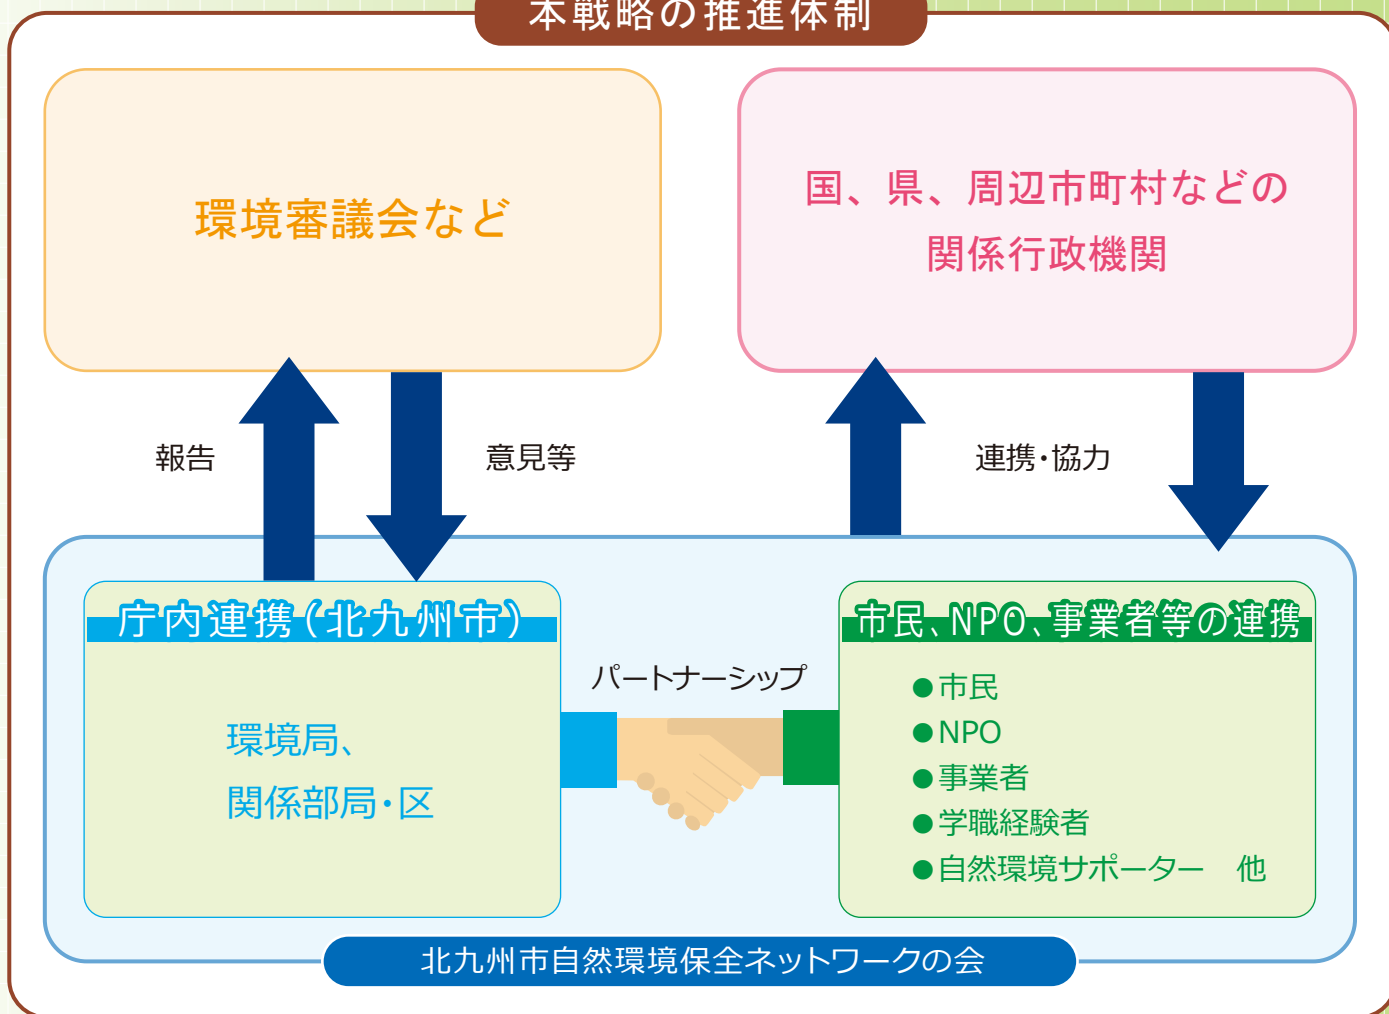 本戦略の推進体制
環境審議会など
国、県、周辺市町村などの
関係行政機関
報告
意見等
連携・協力
庁内連携(北九州市)
環境局、
関係部局・区
パートナーシップ
市民、NPO、事業者等の連携
●市民
●NPO
●事業者
●学職経験者
●自然環境サポーター　他
北九州市自然環境保全ネットワークの会